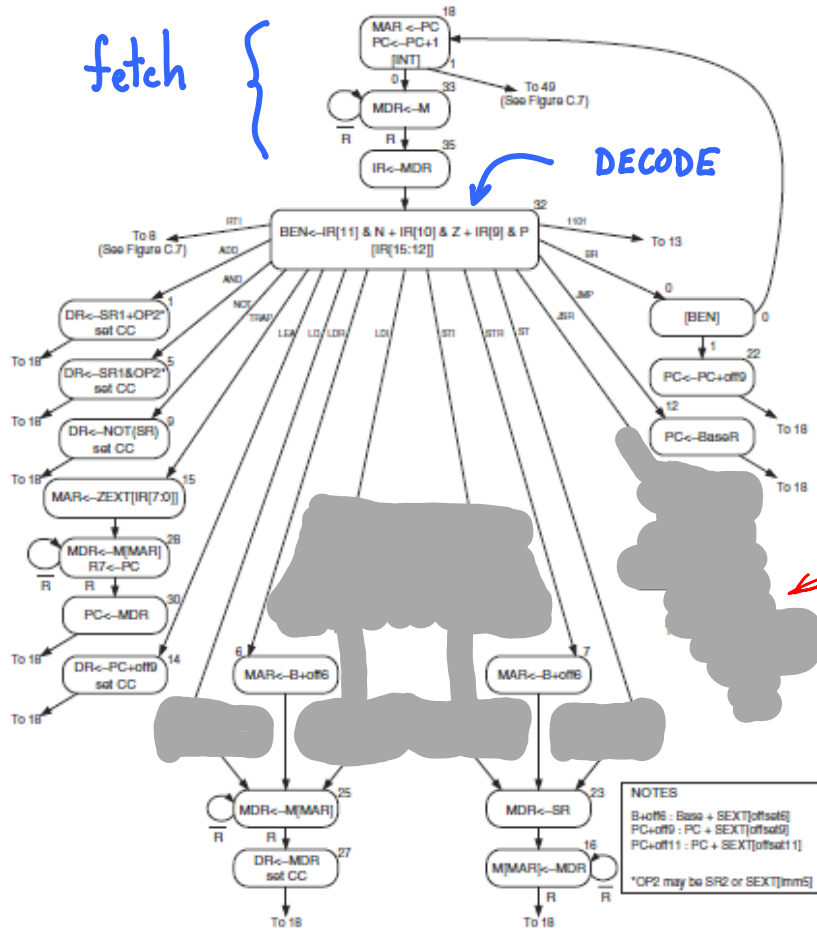 fetch
18
MAR <–PC
PC<–PC+1
[INT]
0
1
To 49
(See Figure C.7)
33
MDR<–M
R
R
35
IR<–MDR
DECODE
32
BEN<–IR[11] & N + IR[10] & Z + IR[9] & P
[IR[15:12]]
RTI
To 8
(See Figure C.7)
1101
To 13
ADD
AND
NOT
TRAP
LEA
LD
LDR
LDI
STI
STR
ST
JSR
JMP
BR
1
DR<–SR1+OP2*
set CC
To 18
5
DR<–SR1&OP2*
set CC
To 18
9
DR<–NOT(SR)
set CC
To 18
15
MAR<–ZEXT[IR[7:0]]
28
MDR<–M[MAR]
R7<–PC
R
R
30
PC<–MDR
To 18
14
DR<–PC+off9
set CC
To 18
0
[BEN]
0
1
22
PC<–PC+off9
To 18
12
PC<–BaseR
To 18
6
MAR<–B+off6
7
MAR<–B+off6
25
MDR<–M[MAR]
R
R
27
DR<–MDR
set CC
To 18
23
MDR<–SR
16
M[MAR]<–MDR
R
R
To 18
NOTES
B+off6 : Base + SEXT[offset6]
PC+off9 : PC + SEXT[offset9]
PC+off11 : PC + SEXT[offset11]
*OP2 may be SR2 or SEXT[imm5]